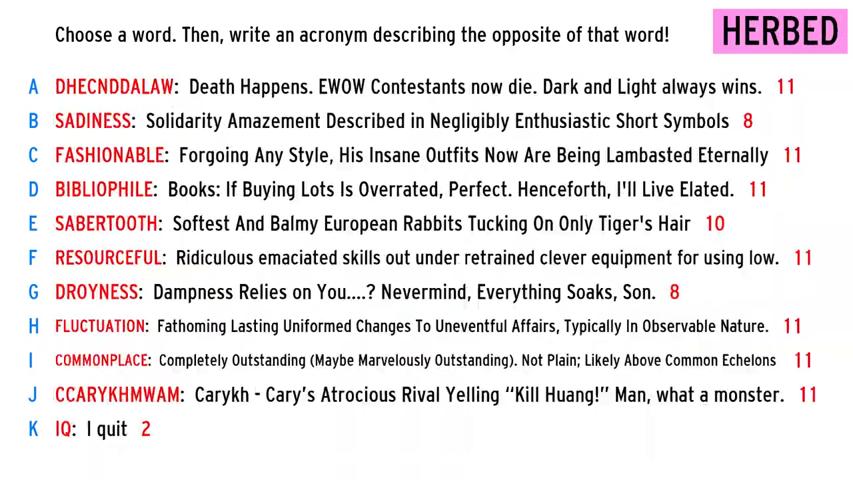 Choose a word. Then, write an acronym describing the opposite of that word!
HERBED
A DHECNDDALAW: Death Happens. EWOW Contestants now die. Dark and Light always wins. 11
B SADINESS: Solidarity Amazement Described in Negligibly Enthusiastic Short Symbols 8
C FASHIONABLE: Forgoing Any Style, His Insane Outfits Now Are Being Lambasted Eternally 11
D BIBLIOPHILE: Books: If Buying Lots Is Overrated, Perfect. Henceforth, I'll Live Elated. 11
E SABERTOOTH: Softest And Balmy European Rabbits Tucking On Only Tiger's Hair 10
F RESOURCEFUL: Ridiculous emaciated skills out under retrained clever equipment for using low. 11
G DROYNESS: Dampness Relies on You....? Nevermind, Everything Soaks, Son. 8
H FLUCTUATION: Fathoming Lasting Uniformed Changes To Uneventful Affairs, Typically In Observable Nature. 11
I COMMONPLACE: Completely Outstanding (Maybe Marvelously Outstanding). Not Plain; Likely Above Common Echelons 11
J CCARYKHMWAM: Carykh - Cary's Atrocious Rival Yelling “Kill Huang!” Man, what a monster. 11
K IQ: I quit 2